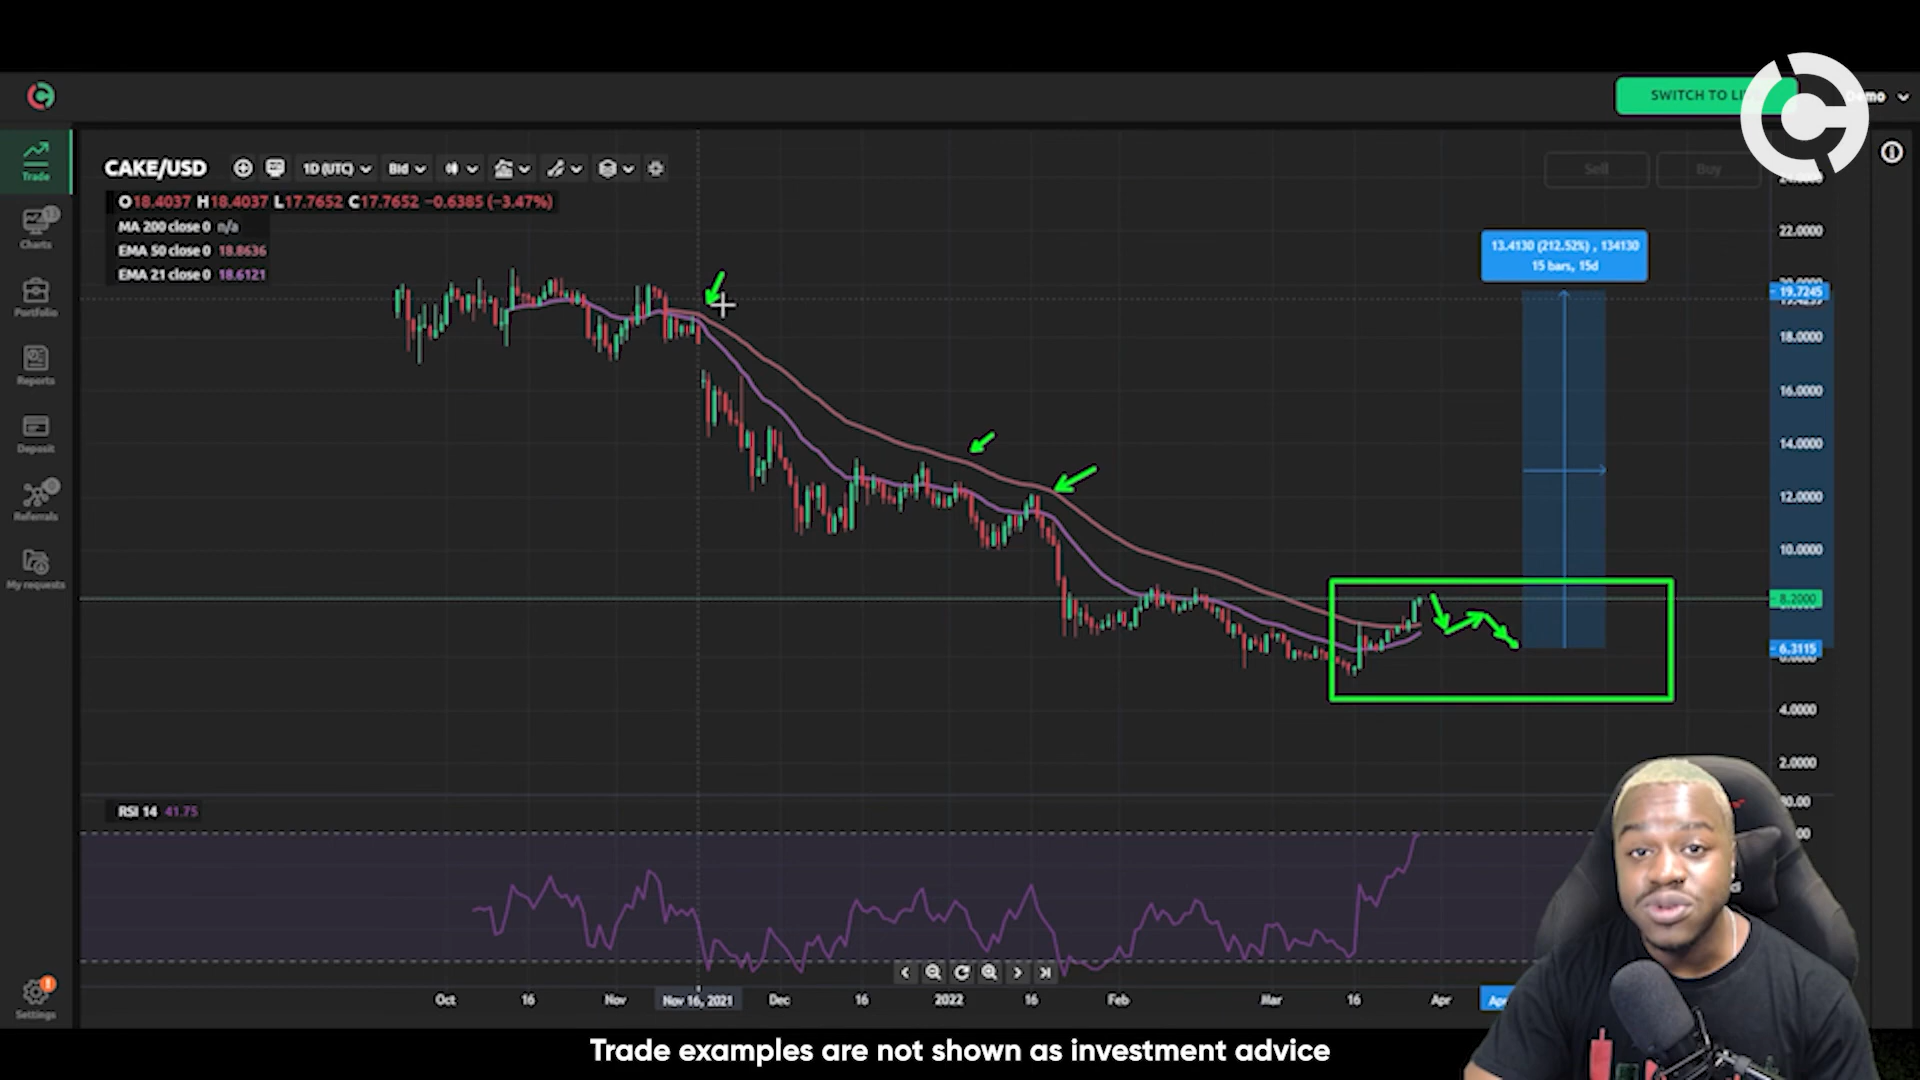 SWITCH TO LI
Demo
Trade
Charts
Portfolio
Reports
Deposit
Referrals
My requests
Settings
CAKE/USD
1D (UTC)
Bid
Sell
Buy
O18.4037 H18.4037 L17.7652 C17.7652 −0.6385 (−3.47%)
MA 200 close 0 n/a
EMA 50 close 0 18.8636
EMA 21 close 0 18.6121
13.4130 (212.52%) , 134130
15 bars, 15d
22.0000
19.7245
18.0000
16.0000
14.0000
12.0000
10.0000
8.2000
6.3115
4.0000
2.0000
RSI 14 41.75
Oct
16
Nov
Nov 16, 2021
Dec
16
2022
16
Feb
Mar
16
Apr
Trade examples are not shown as investment advice